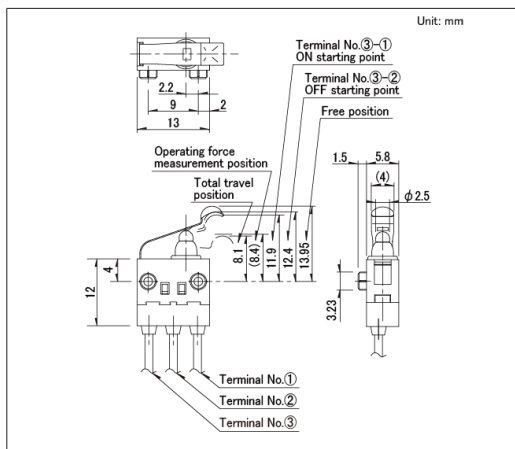 Unit: mm
Terminal No.③-①
ON starting point
Terminal No.③-②
OFF starting point
Free position
2.2
9
2
13
Operating force
measurement position
Total travel
position
1.5
5.8
(4)
φ2.5
4
12
8.1
(8.4)
11.9
12.4
13.95
3.23
Terminal No.①
Terminal No.②
Terminal No.③